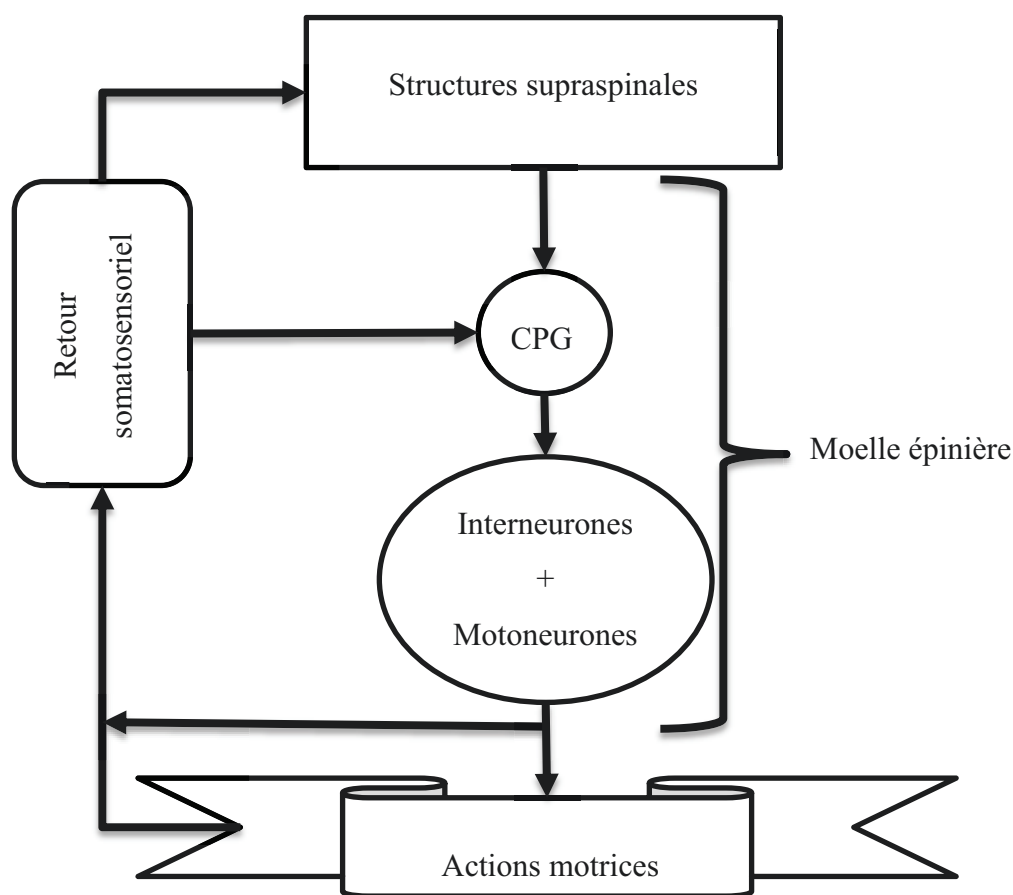 Structures supraspinales
Retour
somatosensoriel
CPG
Moelle épinière
Interneurones
+
Motoneurones
Actions motrices